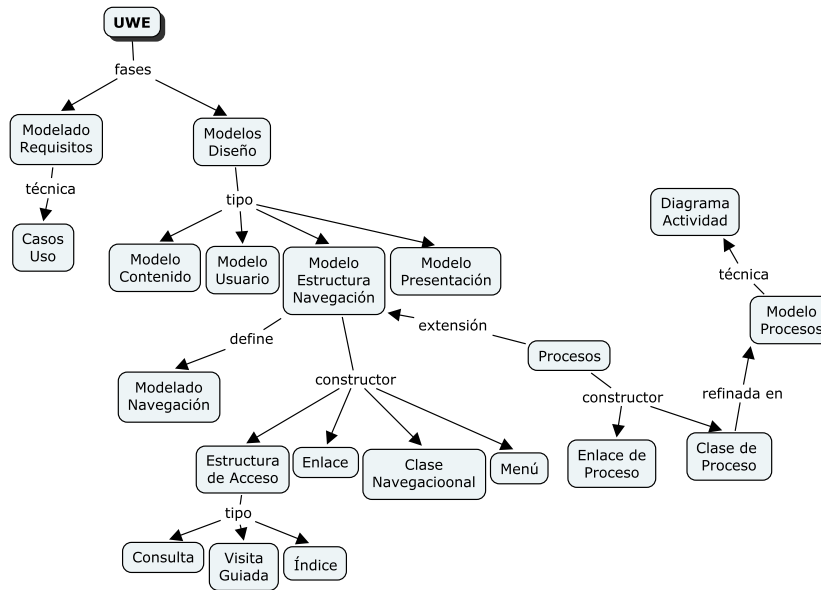 UWE
fases
Modelado
Requisitos
Modelos
Diseño
técnica
tipo
Casos
Uso
Modelo
Contenido
Modelo
Usuario
Modelo
Estructura
Navegación
Modelo
Presentación
Diagrama
Actividad
técnica
Modelo
Procesos
define
extensión
Procesos
Modelado
Navegación
constructor
constructor
refinada en
Estructura
de Acceso
Enlace
Clase
Navegacioonal
Menú
Enlace de
Proceso
Clase de
Proceso
tipo
Consulta
Visita
Guiada
Índice